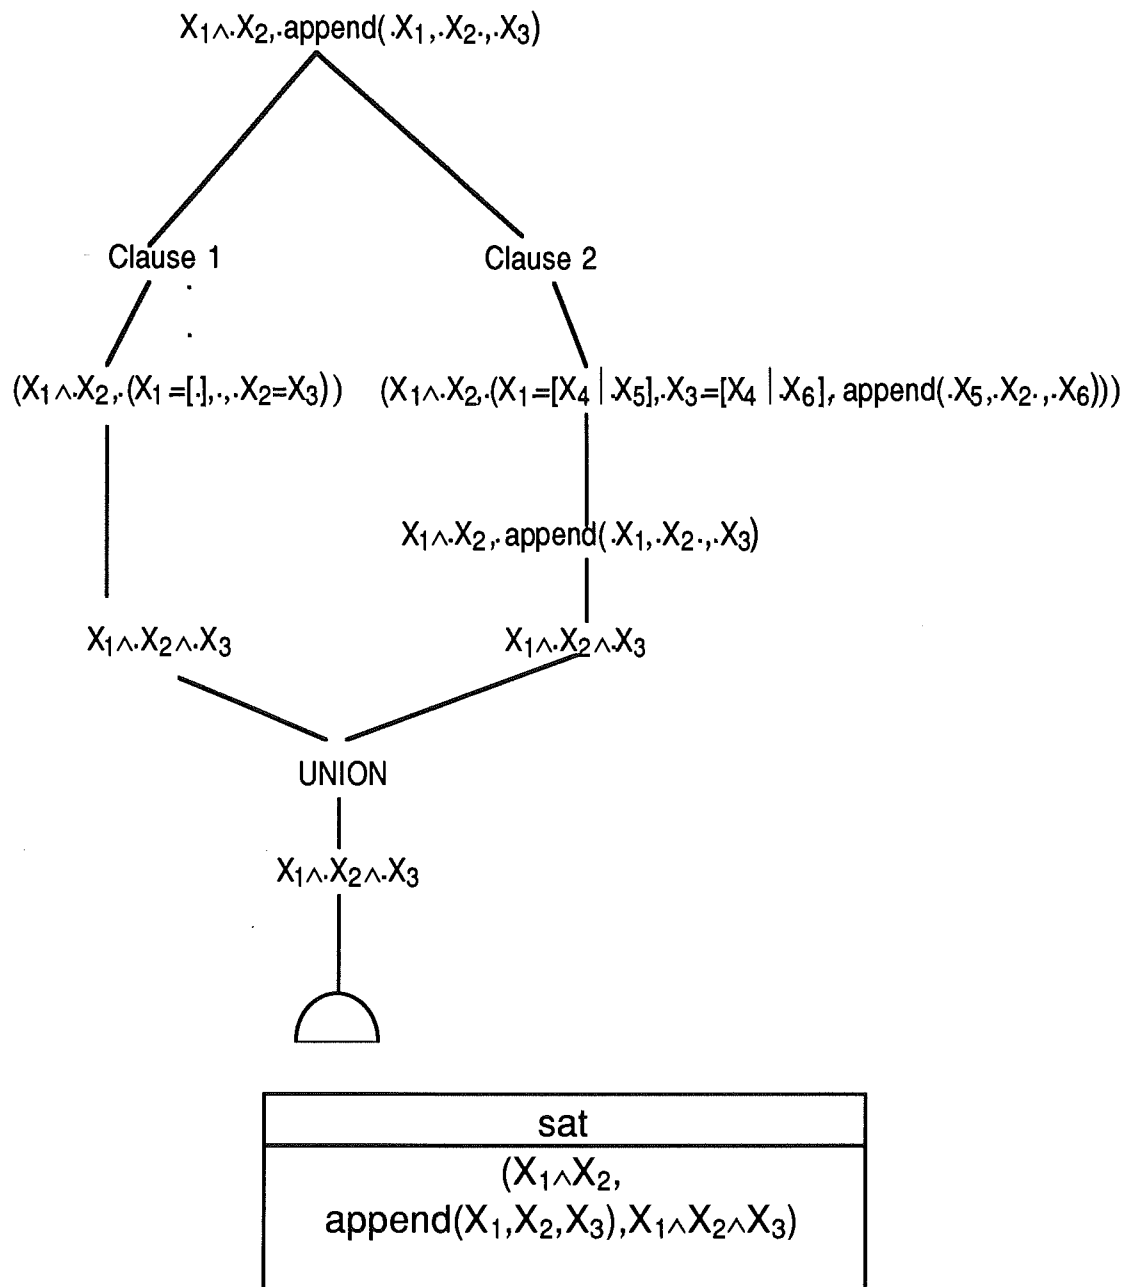 X₁∧.X₂,.append(.X₁,.X₂.,.X₃)
Clause 1
Clause 2
(X₁∧.X₂,.(X₁=[.],.,X₂=X₃))
(X₁∧.X₂,.(X₁=[X₄|.X₅],.X₃.=[X₄|.X₆],.append(.X₅,.X₂.,.X₆)))
X₁∧.X₂,.append(.X₁,.X₂.,.X₃)
X₁∧.X₂∧.X₃
X₁∧.X₂∧.X₃
UNION
X₁∧.X₂∧.X₃
sat
(X₁∧X₂,
append(X₁,X₂,X₃),X₁∧X₂∧X₃)